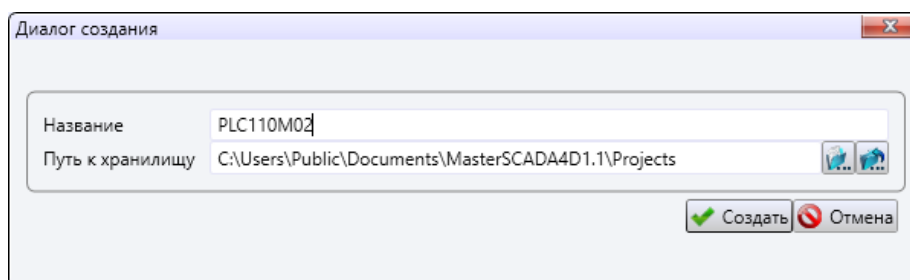 Диалог создания
Название PLC110M02
Путь к хранилищу C:\Users\Public\Documents\MasterSCADA4D1.1\Projects
Создать Отмена